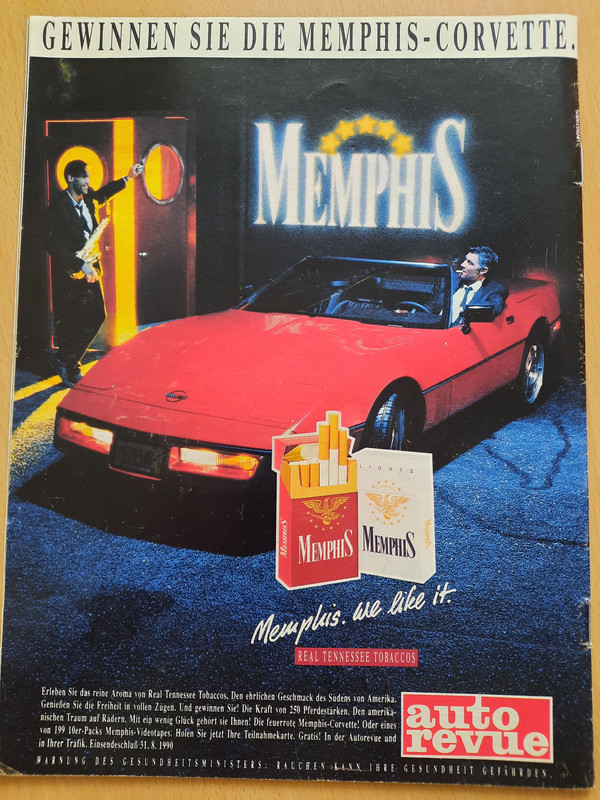 GEWINNEN SIE DIE MEMPHIS-CORVETTE.
MEMPHIS
LIGHTS
MEMPHIS
MEMPHIS
MEMPHIS
Memphis. we like it.
REAL TENNESSEE TOBACCOS
Erleben Sie das reine Aroma von Real Tennessee Tobaccos. Den ehrlichen Geschmack des Südens von Amerika.
Genießen Sie die Freiheit in vollen Zügen. Und gewinnen Sie! Die Kraft von 250 Pferdestärken. Den amerika-
nischen Traum auf Rädern. Mit ein wenig Glück gehört sie Ihnen! Die feuerrote Memphis-Corvette! Oder eines
von 199 10er-Packs Memphis-Videotapes. Holen Sie jetzt Ihre Teilnahmekarte. Gratis! In der Autorevue und
in Ihrer Trafik. Einsendeschluß 31. 8. 1990
auto
revue
WARNUNG DES GESUNDHEITSMINISTERS: RAUCHEN KANN IHRE GESUNDHEIT GEFÄHRDEN.